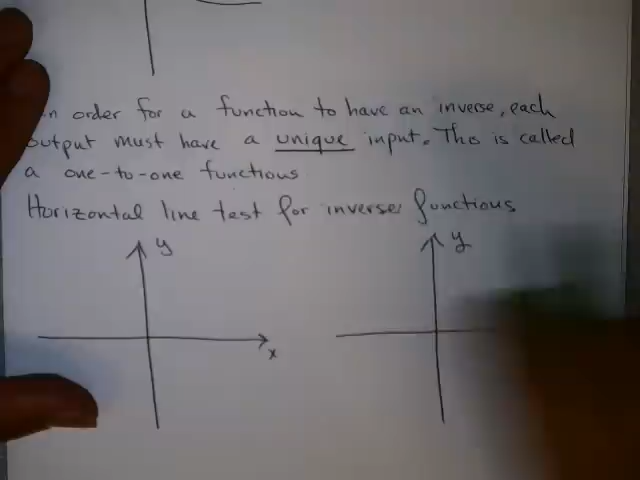 In order for a function to have an inverse, each
output must have a unique input. This is called
a one-to-one functions
Horizontal line test for inverse functions
y
y
x